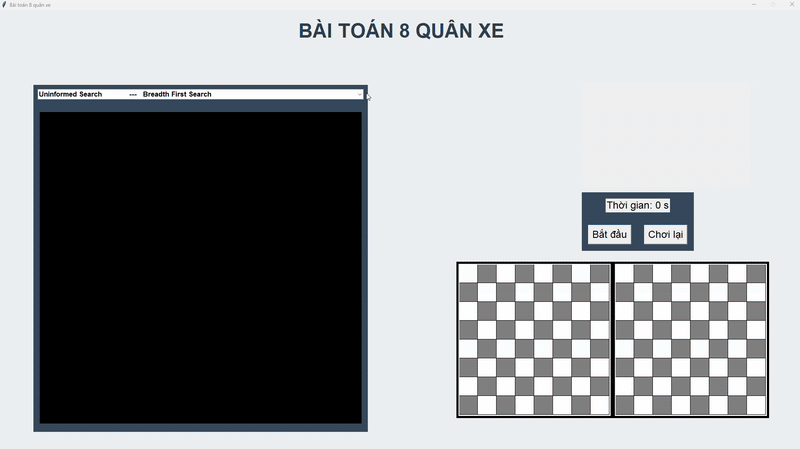 Bài toán 8 quân xe
BÀI TOÁN 8 QUÂN XE
Uninformed Search --- Breadth First Search
Thời gian: 0 s
Bắt đầu Chơi lại